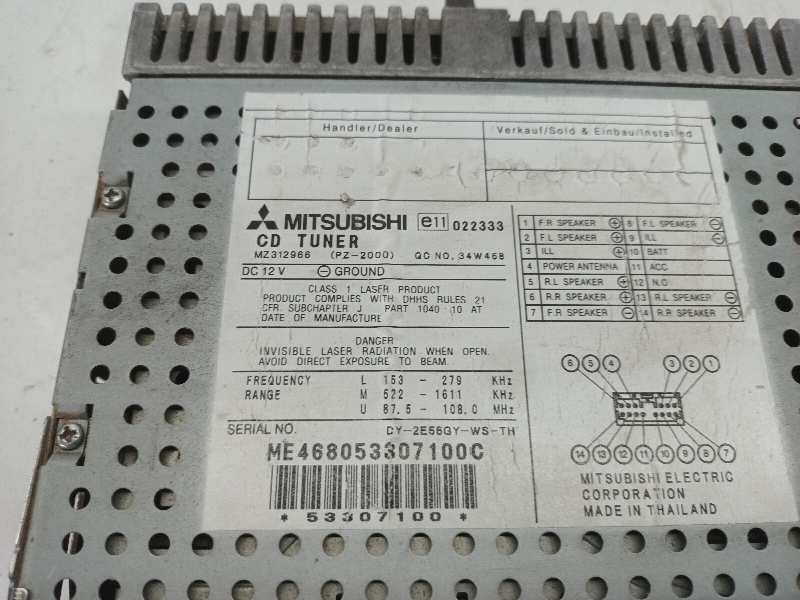 Handler/Dealer
Verkauf/Sold & Einbau/Installed
MITSUBISHI e11 022333
CD TUNER
MZ312966 (PZ-2000) QC NO, 34W45B
DC 12 V ⊖ GROUND
CLASS 1 LASER PRODUCT
PRODUCT COMPLIES WITH DHHS RULES 21
CFR SUBCHAPTER J PART 1040 10 AT
DATE OF MANUFACTURE
DANGER
INVISIBLE LASER RADIATION WHEN OPEN.
AVOID DIRECT EXPOSURE TO BEAM.
FREQUENCY L 153 - 279 KHz
RANGE M 522 - 1611 KHz
U 87.5 - 108.0 MHz
SERIAL NO. CY-2E56GY-WS-TH
ME468053307100C
* 53307100 *
1 F.R SPEAKER ⊕ 8 F.L SPEAKER ⊖
2 F.L SPEAKER ⊕ 9 ILL ⊖
3 ILL ⊕ 10 BATT
4 POWER ANTENNA 11 ACC
5 R.L SPEAKER ⊕ 12 N.C
6 R.R SPEAKER ⊕ 13 R.L SPEAKER ⊖
7 F.R SPEAKER ⊖ 14 R.R SPEAKER ⊖
6 5 4 3 2 1
14 13 12 11 10 9 8 7
MITSUBISHI ELECTRIC
CORPORATION
MADE IN THAILAND